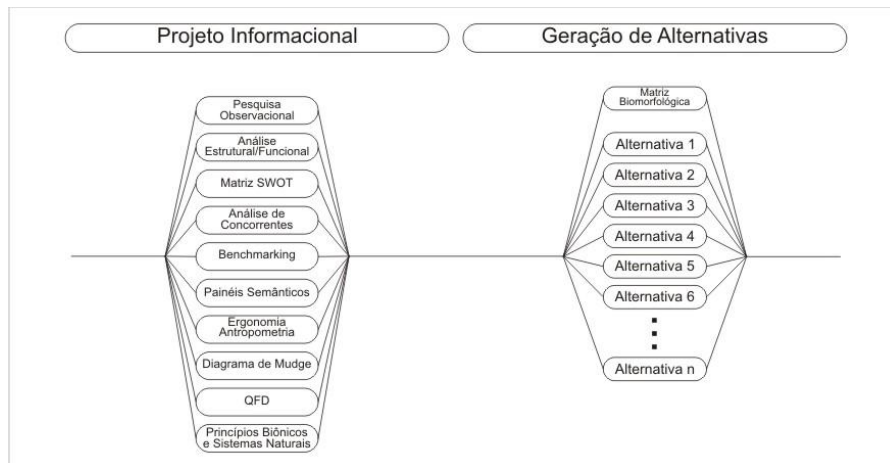 Projeto Informacional
Geração de Alternativas
Pesquisa
Observacional
Análise
Estrutural/Funcional
Matriz SWOT
Análise de
Concorrentes
Benchmarking
Painéis Semânticos
Ergonomia
Antropometria
Diagrama de Mudge
QFD
Princípios Biônicos
e Sistemas Naturais
Matriz
Biomorfológica
Alternativa 1
Alternativa 2
Alternativa 3
Alternativa 4
Alternativa 5
Alternativa 6
Alternativa n